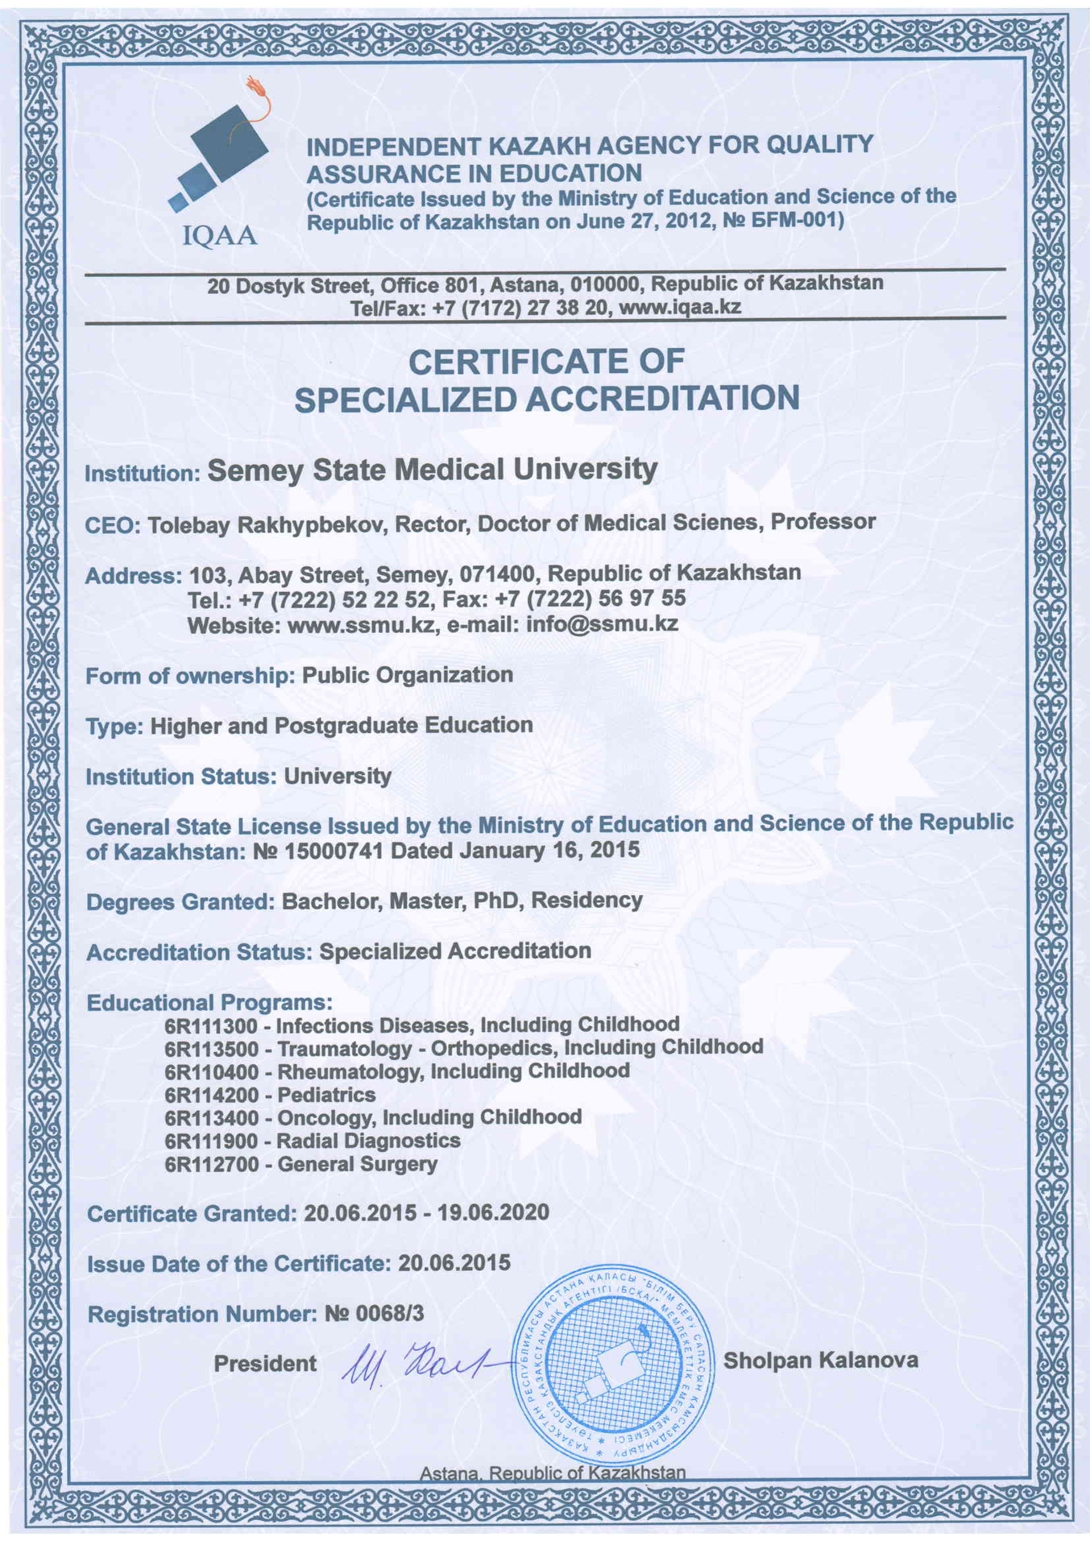 IQAA
INDEPENDENT KAZAKH AGENCY FOR QUALITY
ASSURANCE IN EDUCATION
(Certificate Issued by the Ministry of Education and Science of the
Republic of Kazakhstan on June 27, 2012, № БFM-001)
20 Dostyk Street, Office 801, Astana, 010000, Republic of Kazakhstan
Tel/Fax: +7 (7172) 27 38 20, www.iqaa.kz
CERTIFICATE OF
SPECIALIZED ACCREDITATION
Institution: Semey State Medical University
CEO: Tolebay Rakhypbekov, Rector, Doctor of Medical Scienes, Professor
Address: 103, Abay Street, Semey, 071400, Republic of Kazakhstan
Tel.: +7 (7222) 52 22 52, Fax: +7 (7222) 56 97 55
Website: www.ssmu.kz, e-mail: info@ssmu.kz
Form of ownership: Public Organization
Type: Higher and Postgraduate Education
Institution Status: University
General State License Issued by the Ministry of Education and Science of the Republic
of Kazakhstan: № 15000741 Dated January 16, 2015
Degrees Granted: Bachelor, Master, PhD, Residency
Accreditation Status: Specialized Accreditation
Educational Programs:
6R111300 - Infections Diseases, Including Childhood
6R113500 - Traumatology - Orthopedics, Including Childhood
6R110400 - Rheumatology, Including Childhood
6R114200 - Pediatrics
6R113400 - Oncology, Including Childhood
6R111900 - Radial Diagnostics
6R112700 - General Surgery
Certificate Granted: 20.06.2015 - 19.06.2020
Issue Date of the Certificate: 20.06.2015
Registration Number: № 0068/3
President
Sholpan Kalanova
ҚАЗАҚСТАН РЕСПУБЛИКАСЫ АСТАНА ҚАЛАСЫ "БІЛІМ БЕРУ САПАСЫН ҚАМСЫЗДАНДЫРУ
ТӘУЕЛСІЗ ҚАЗАҚСТАНДЫҚ АГЕНТІГІ /БСҚА/" МЕМЛЕКЕТТІК ЕМЕС МЕКЕМЕСІ
Astana, Republic of Kazakhstan